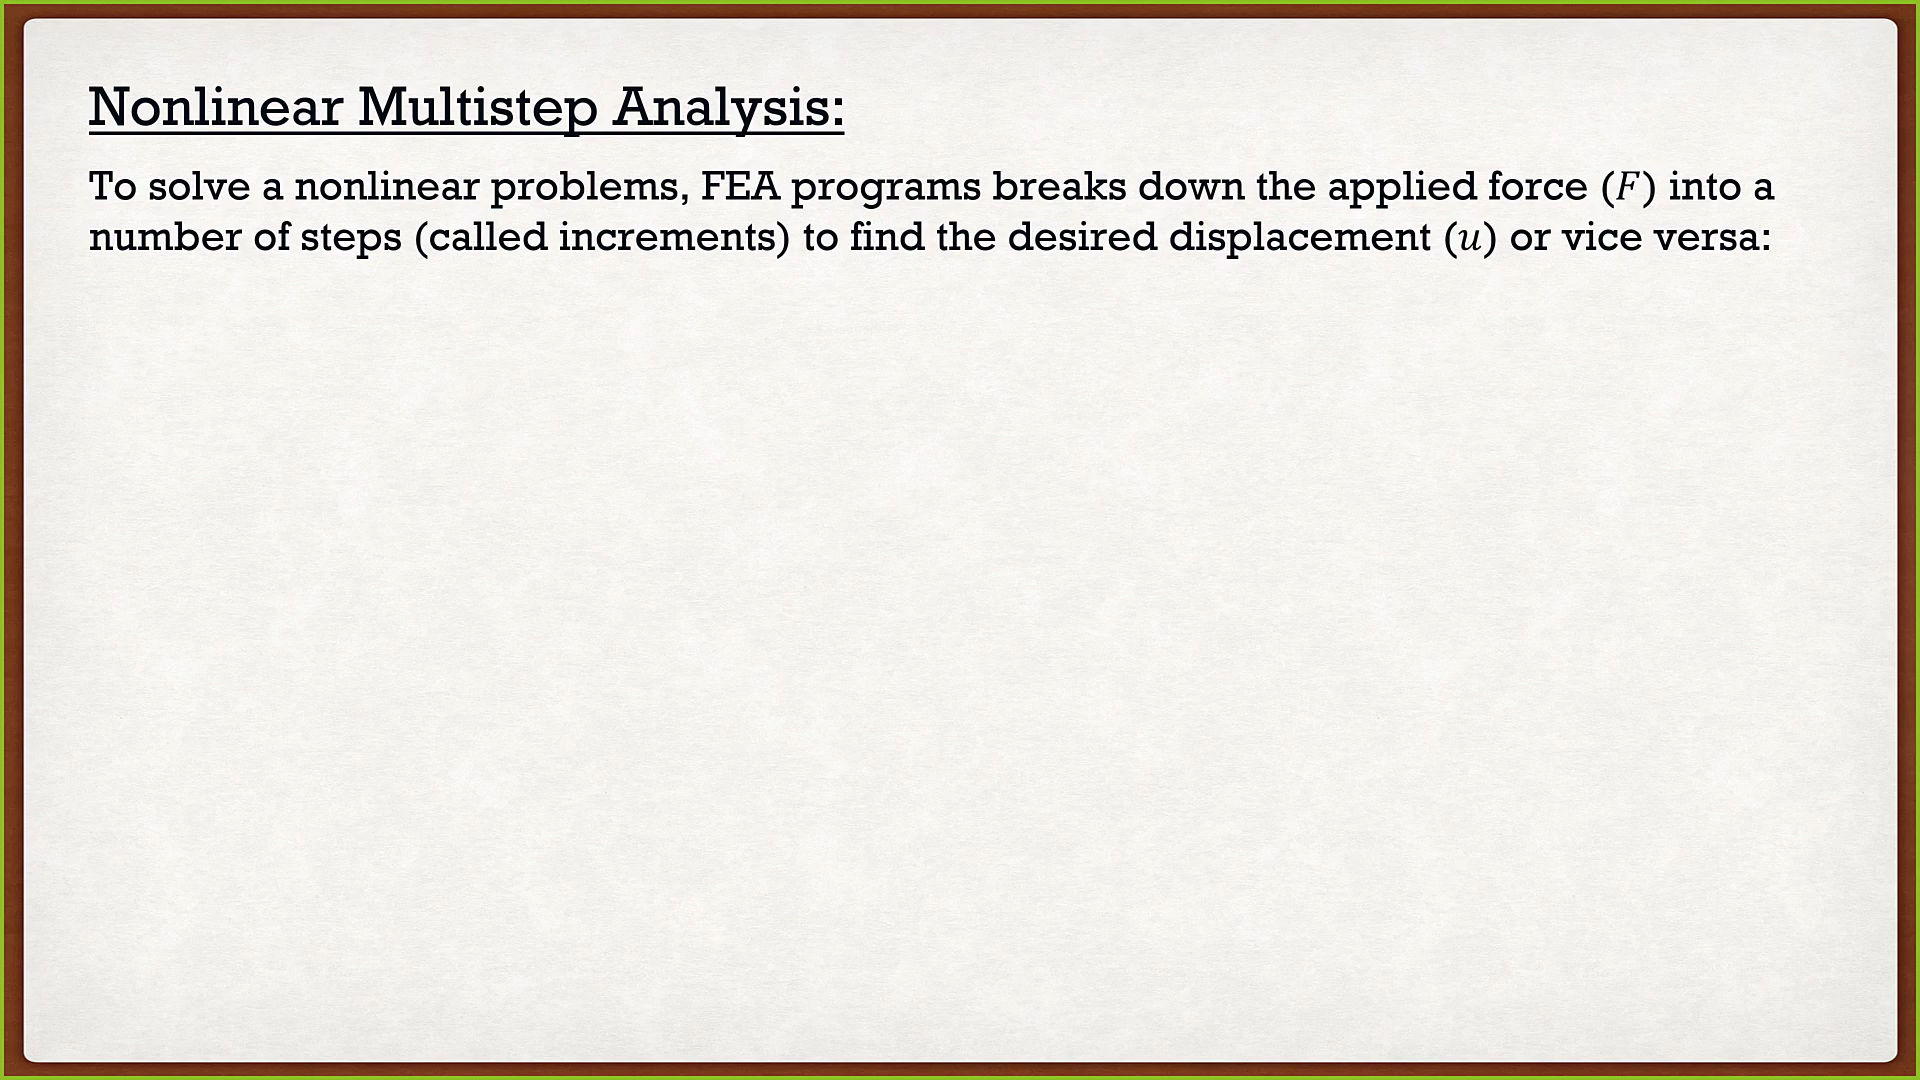 Nonlinear Multistep Analysis:
To solve a nonlinear problems, FEA programs breaks down the applied force (F) into a
number of steps (called increments) to find the desired displacement (u) or vice versa: